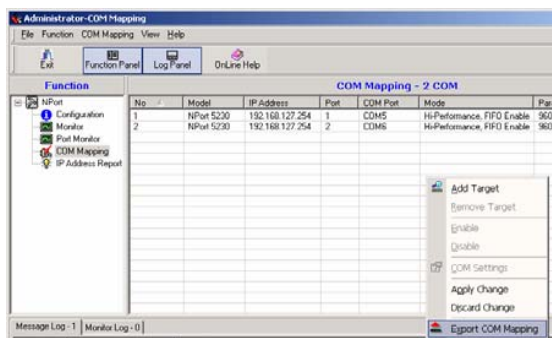 Administrator-COM Mapping
File Function COM Mapping View Help
Exit Function Panel Log Panel OnLine Help
Function
COM Mapping - 2 COM
NPort
Configuration
Monitor
Port Monitor
COM Mapping
IP Address Report
No Model IP Address Port COM Port Mode
1 NPort 5230 192.168.127.254 1 COM5 Hi-Performance, FIFO Enable 960
2 NPort 5230 192.168.127.254 2 COM6 Hi-Performance, FIFO Enable 960
Add Target
Remove Target
Enable
Disable
COM Settings
Apply Change
Discard Change
Export COM Mapping
Message Log - 1 Monitor Log - 0